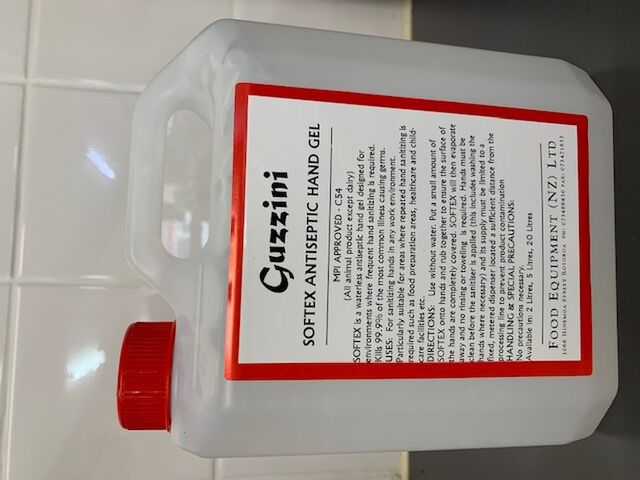 Guzzini
SOFTEX ANTISEPTIC HAND GEL
MPI APPROVED - C54
(All animal product except dairy)
SOFTEX is a waterless antiseptic hand gel designed for
environments where frequent hand sanitizing is required.
Kills 99.9% of the most common illness causing germs.
USES: For sanitizing hands in any work environment.
Particularly suitable for areas where repeated hand sanitizing is
required such as food preparation areas, healthcare and child-
care facilities etc.
DIRECTIONS: Use without water. Put a small amount of
SOFTEX onto hands and rub together to ensure the surface of
the hands are completely covered. SOFTEX will then evaporate
away and no rinsing or towelling is required. Hands must be
clean before the sanitiser is applied (this includes washing the
hands where necessary) and its supply must be limited to a
fixed, metered dispenser located a sufficient distance from the
processing line to prevent product contamination
HANDLING & SPECIAL PRECAUTIONS:
No precautions necessary.
Available in: 2 Litres, 5 Litres, 20 Litres
FOOD EQUIPMENT (NZ) LTD
STREET ROTORUA PH: